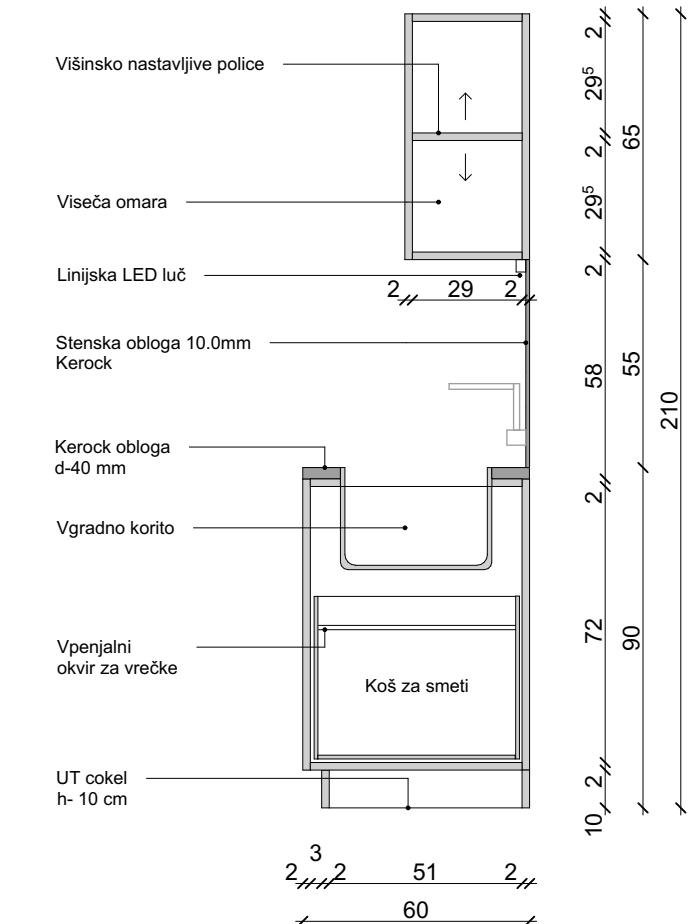 Višinsko nastavljive police
Viseča omara
Linijska LED luč
2 29 2
Stenska obloga 10.0mm
Kerock
Kerock obloga
d-40 mm
Vgradno korito
Vpenjalni
okvir za vrečke
Koš za smeti
UT cokel
h- 10 cm
3
2 2 51 2
60
2
29⁵
2
29⁵
2
58
2
72
2
10
65
55
90
210